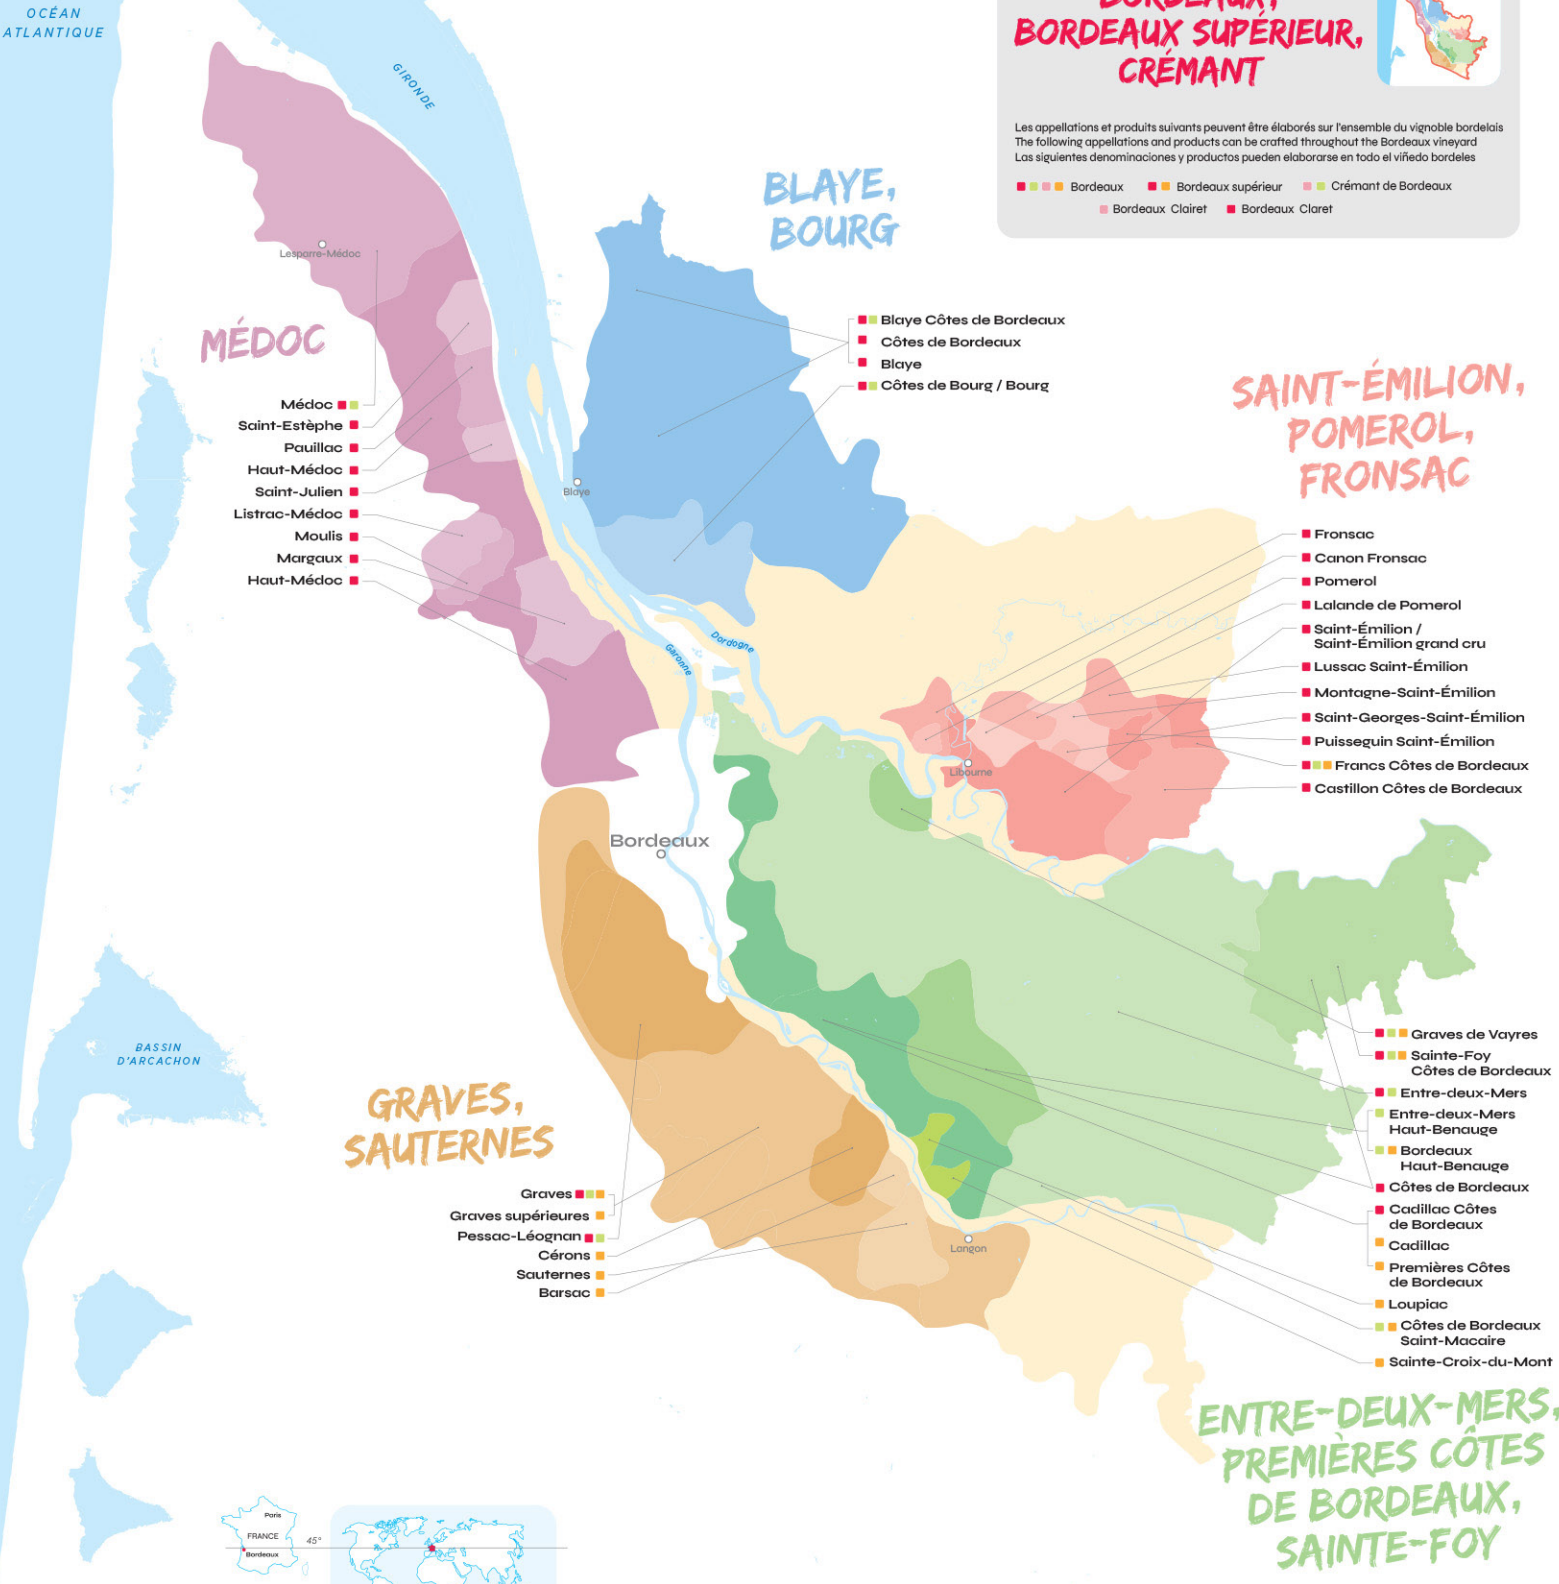 OCÉAN
ATLANTIQUE
GIRONDE
BORDEAUX,
BORDEAUX SUPÉRIEUR,
CRÉMANT
Les appellations et produits suivants peuvent être élaborés sur l'ensemble du vignoble bordelais
The following appellations and products can be crafted throughout the Bordeaux vineyard
Las siguientes denominaciones y productos pueden elaborarse en todo el viñedo bordeles
Bordeaux
Bordeaux supérieur
Crémant de Bordeaux
Bordeaux Clairet
Bordeaux Claret
BLAYE,
BOURG
Lesparre-Médoc
MÉDOC
Médoc
Saint-Estèphe
Pauillac
Haut-Médoc
Saint-Julien
Listrac-Médoc
Moulis
Margaux
Haut-Médoc
Blaye Côtes de Bordeaux
Côtes de Bordeaux
Blaye
Côtes de Bourg / Bourg
Blaye
SAINT-ÉMILION,
POMEROL,
FRONSAC
Fronsac
Canon Fronsac
Pomerol
Lalande de Pomerol
Saint-Émilion /
Saint-Émilion grand cru
Lussac Saint-Émilion
Montagne-Saint-Émilion
Saint-Georges-Saint-Émilion
Puisseguin Saint-Émilion
Francs Côtes de Bordeaux
Castillon Côtes de Bordeaux
Dordogne
Garonne
Libourne
Bordeaux
BASSIN
D'ARCACHON
GRAVES,
SAUTERNES
Graves
Graves supérieures
Pessac-Léognan
Cérons
Sauternes
Barsac
Langon
Graves de Vayres
Sainte-Foy
Côtes de Bordeaux
Entre-deux-Mers
Entre-deux-Mers
Haut-Benauge
Bordeaux
Haut-Benauge
Côtes de Bordeaux
Cadillac Côtes
de Bordeaux
Cadillac
Premières Côtes
de Bordeaux
Loupiac
Côtes de Bordeaux
Saint-Macaire
Sainte-Croix-du-Mont
ENTRE-DEUX-MERS,
PREMIÈRES CÔTES
DE BORDEAUX,
SAINTE-FOY
Paris
FRANCE
Bordeaux
45°